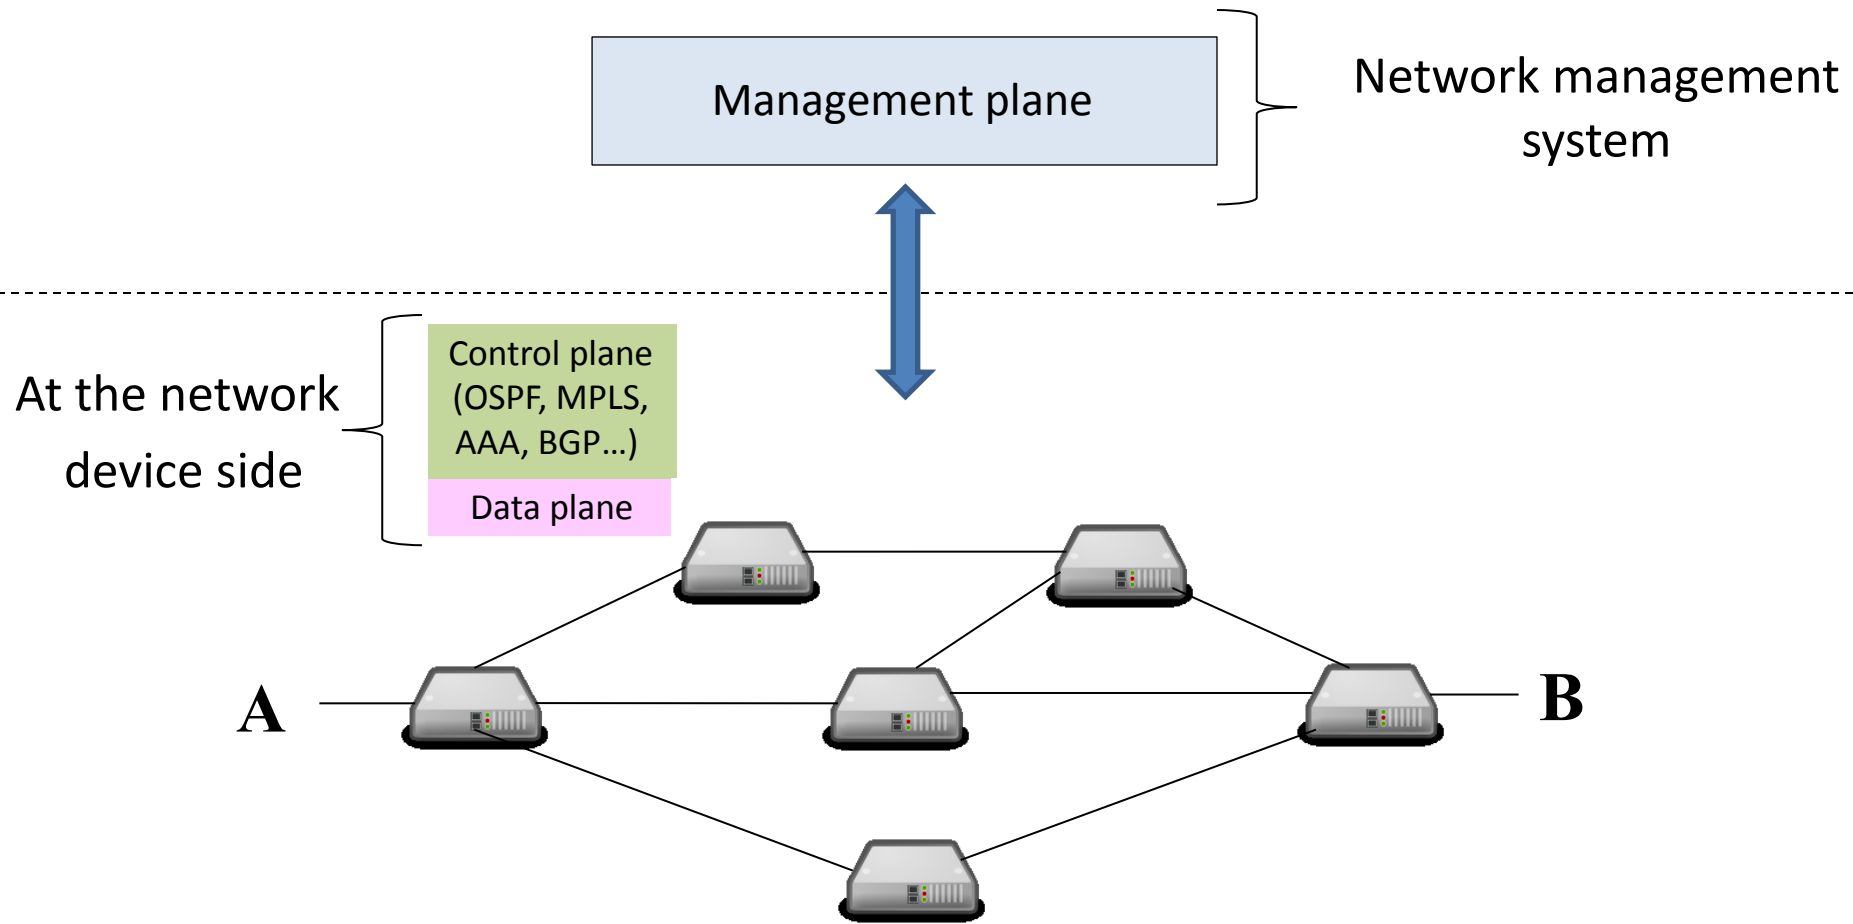 Management plane
Network management
system
At the network
device side
Control plane
(OSPF, MPLS,
AAA, BGP...)
Data plane
A
B